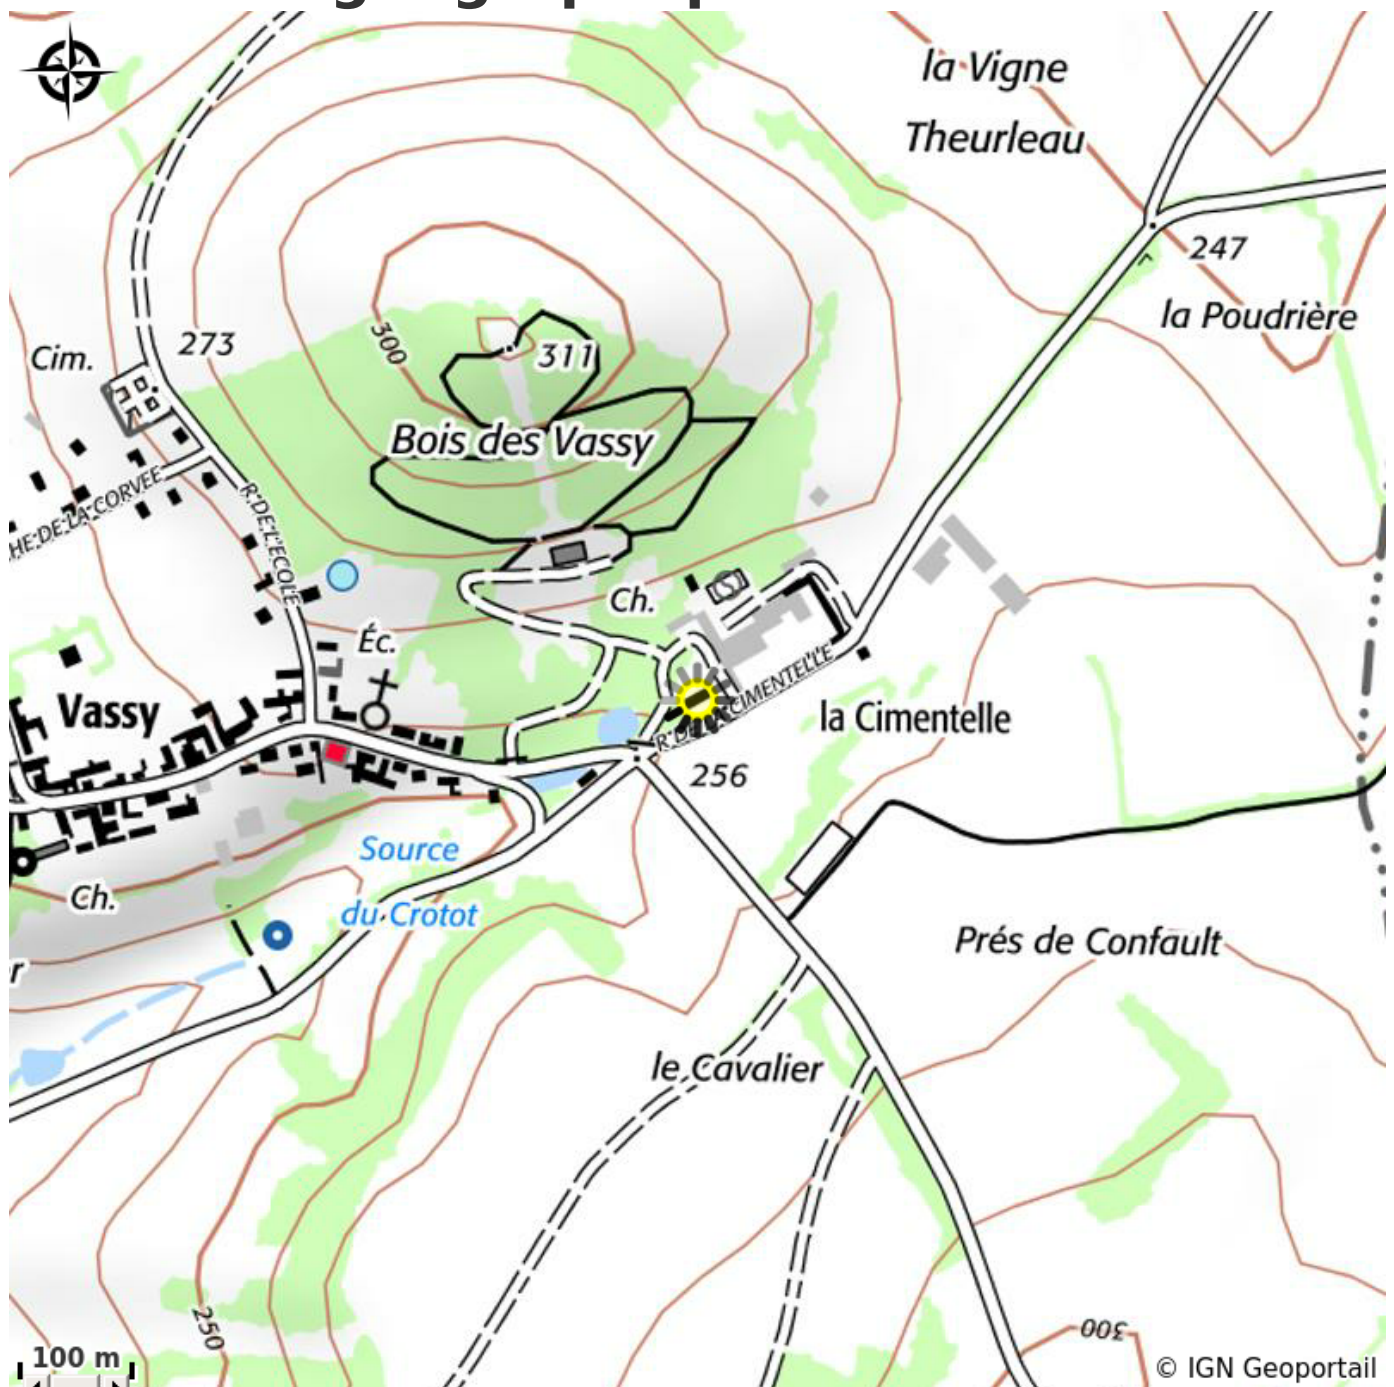 la Vigne
Theurleau
247
la Poudrière
Cim.
273
300
311
Bois des Vassy
HE DE LA CORVEE
R. DE L'ECOLE
Ch.
Éc.
Vassy
R. DE LA CIMENTELLE
la Cimentelle
256
Source
du Crotot
Ch.
Prés de Confault
r
le Cavalier
250
300
100 m
© IGN Geoportail